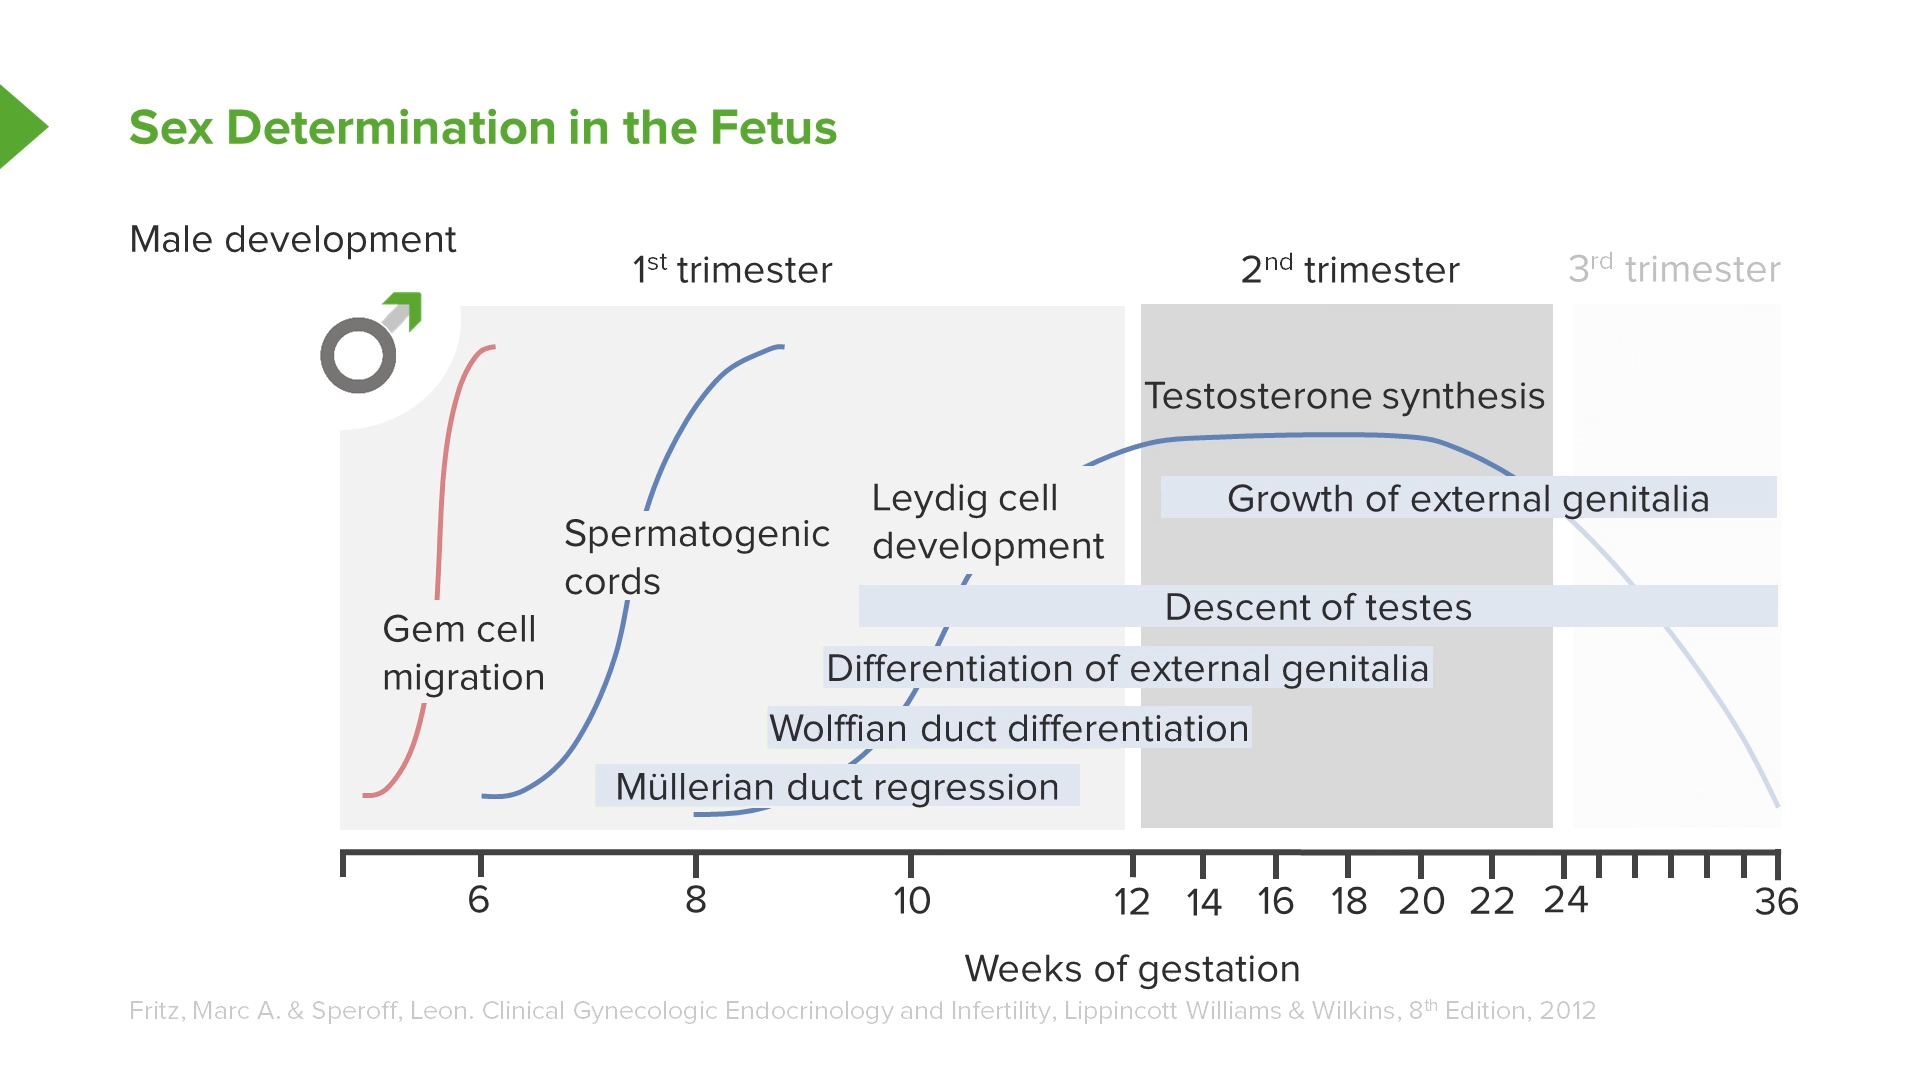 Sex Determination in the Fetus
Male development
1st trimester
2nd trimester
3rd trimester
Testosterone synthesis
Leydig cell
development
Growth of external genitalia
Spermatogenic
cords
Descent of testes
Gem cell
migration
Differentiation of external genitalia
Wolffian duct differentiation
Müllerian duct regression
6 8 10 12 14 16 18 20 22 24 36
Weeks of gestation
Fritz, Marc A. & Speroff, Leon. Clinical Gynecologic Endocrinology and Infertility, Lippincott Williams & Wilkins, 8th Edition, 2012